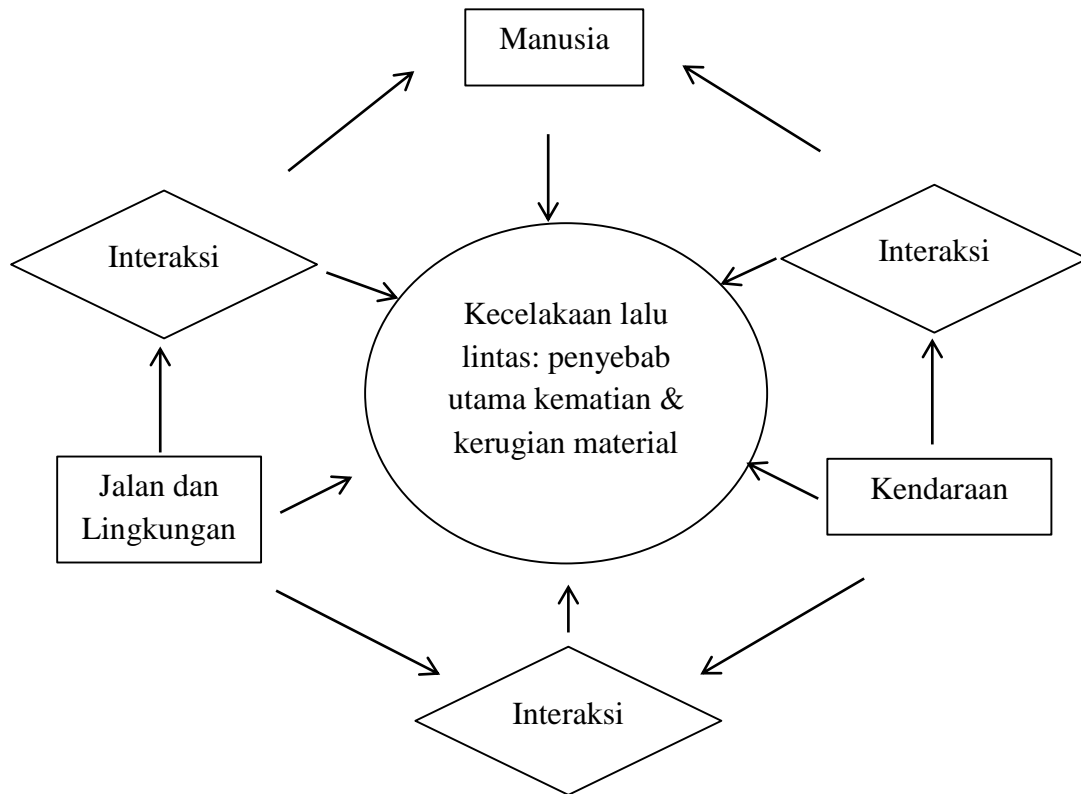 Manusia
Interaksi
Interaksi
Kecelakaan lalu
lintas: penyebab
utama kematian &
kerugian material
Jalan dan
Lingkungan
Kendaraan
Interaksi